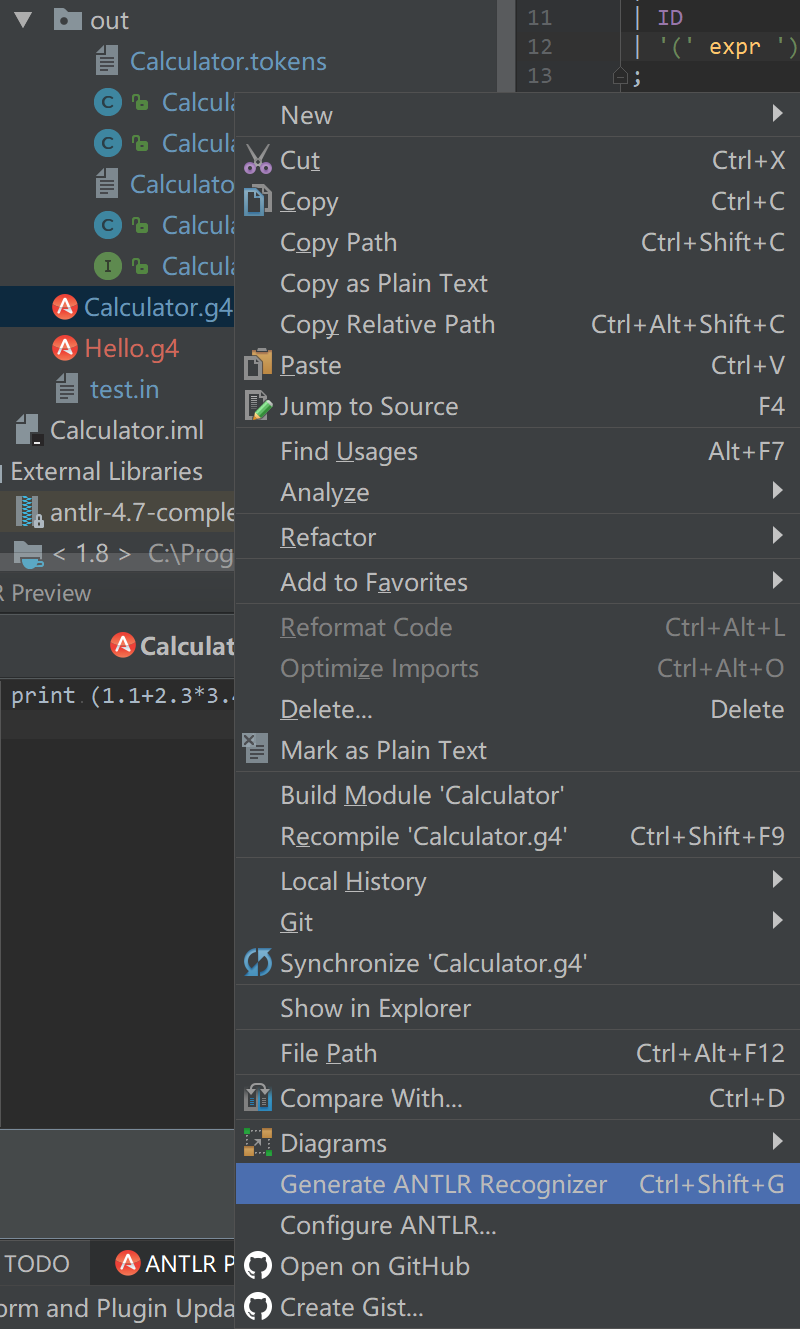 out
11 | ID
12 | '(' expr ')
13 ;
Calculator.tokens
Calcul
Calcul
Calculato
Calcul
Calcul
Calculator.g4
Hello.g4
test.in
Calculator.iml
External Libraries
antlr-4.7-comple
< 1.8 > C:\Prog
R Preview
Calculat
print (1.1+2.3*3.4
TODO
ANTLR P
orm and Plugin Upda
New
Cut Ctrl+X
Copy Ctrl+C
Copy Path Ctrl+Shift+C
Copy as Plain Text
Copy Relative Path Ctrl+Alt+Shift+C
Paste Ctrl+V
Jump to Source F4
Find Usages Alt+F7
Analyze
Refactor
Add to Favorites
Reformat Code Ctrl+Alt+L
Optimize Imports Ctrl+Alt+O
Delete... Delete
Mark as Plain Text
Build Module 'Calculator'
Recompile 'Calculator.g4' Ctrl+Shift+F9
Local History
Git
Synchronize 'Calculator.g4'
Show in Explorer
File Path Ctrl+Alt+F12
Compare With... Ctrl+D
Diagrams
Generate ANTLR Recognizer Ctrl+Shift+G
Configure ANTLR...
Open on GitHub
Create Gist...